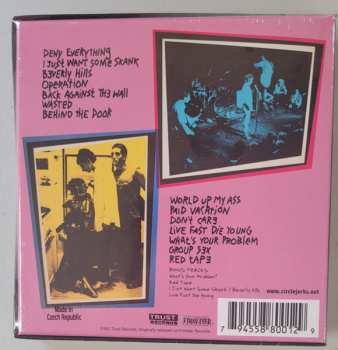 DENY EVERYTHING
I JUST WANT SOME SKANK
BEVERLY HILLS
OPERATION
BACK AGAINST THE WALL
WASTED
BEHIND THE DOOR
WORLD UP MY ASS
PAID VACATION
DON'T CARE
LIVE FAST DIE YOUNG
WHAT'S YOUR PROBLEM
GROUP SEX
RED TAPE
BONUS TRACKS
What's Your Problem?
Red Tape
I Just Want Some Skank / Beverly Hills
Live Fast Die Young
www.circlejerks.net
Made in
Czech Republic
TRUST
RECORDS
FRONTIER
7 94558 80012 9